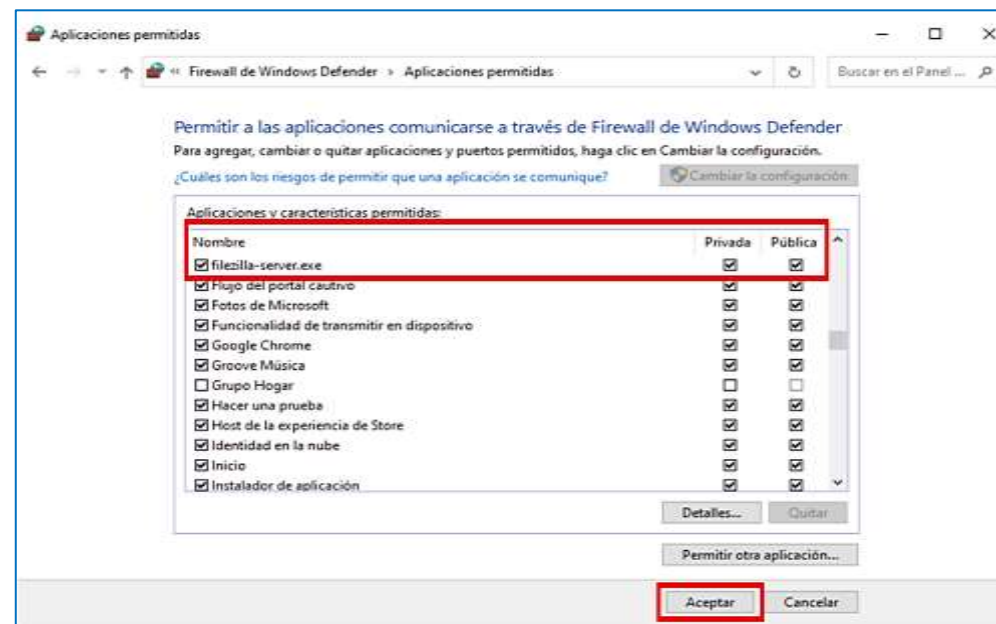 Aplicaciones permitidas
« Firewall de Windows Defender > Aplicaciones permitidas
Buscar en el Panel ...
Permitir a las aplicaciones comunicarse a través de Firewall de Windows Defender
Para agregar, cambiar o quitar aplicaciones y puertos permitidos, haga clic en Cambiar la configuración.
¿Cuáles son los riesgos de permitir que una aplicación se comunique?
Cambiar la configuración
Aplicaciones y características permitidas:
Nombre Privada Pública
filezilla-server.exe
Flujo del portal cautivo
Fotos de Microsoft
Funcionalidad de transmitir en dispositivo
Google Chrome
Groove Música
Grupo Hogar
Hacer una prueba
Host de la experiencia de Store
Identidad en la nube
Inicio
Instalador de aplicación
Detalles... Quitar
Permitir otra aplicación...
Aceptar Cancelar